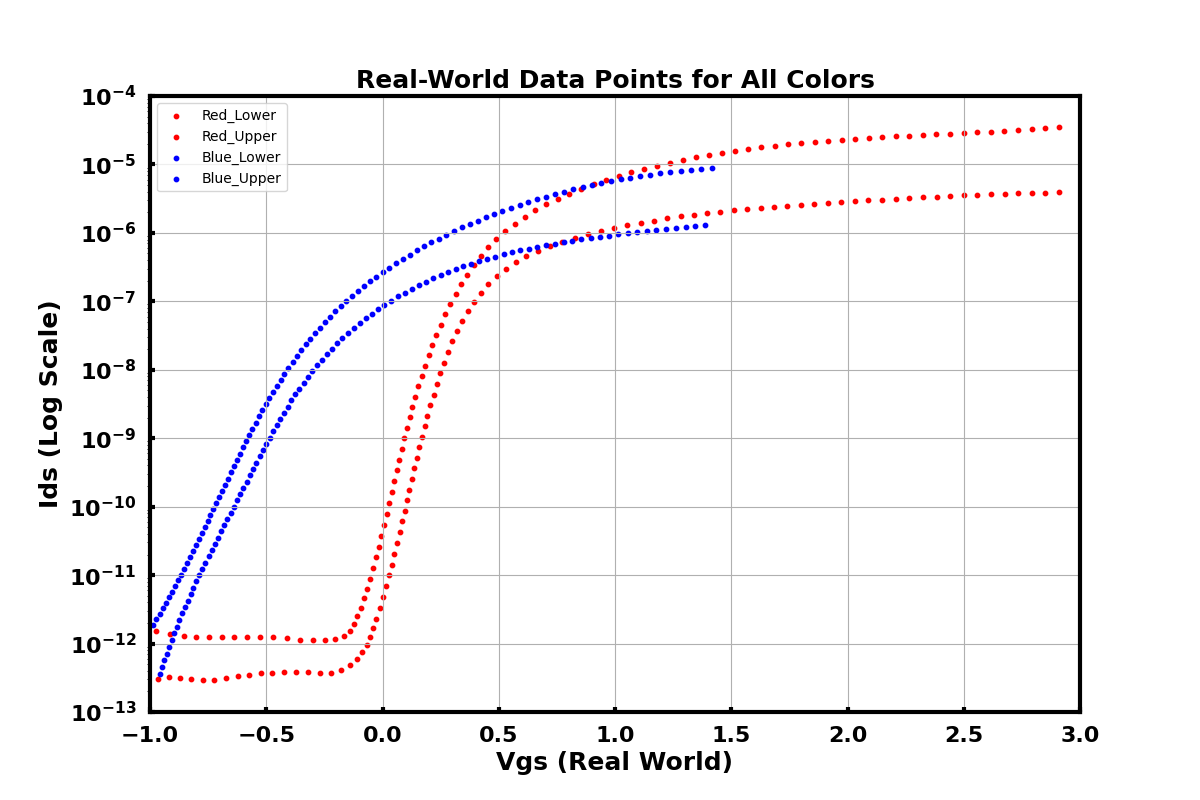 Real-World Data Points for All Colors
Red_Lower
Red_Upper
Blue_Lower
Blue_Upper
10⁻⁴
10⁻⁵
10⁻⁶
10⁻⁷
10⁻⁸
10⁻⁹
10⁻¹⁰
10⁻¹¹
10⁻¹²
10⁻¹³
Ids (Log Scale)
−1.0 −0.5 0.0 0.5 1.0 1.5 2.0 2.5 3.0
Vgs (Real World)